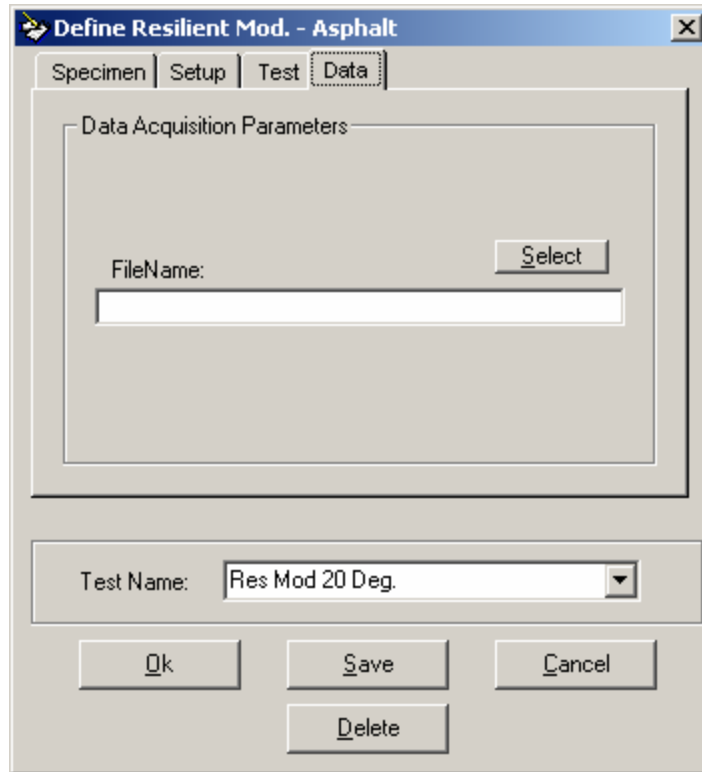 Define Resilient Mod. - Asphalt
Specimen Setup Test Data
Data Acquisition Parameters
Select
FileName:
Test Name: Res Mod 20 Deg.
Ok Save Cancel
Delete